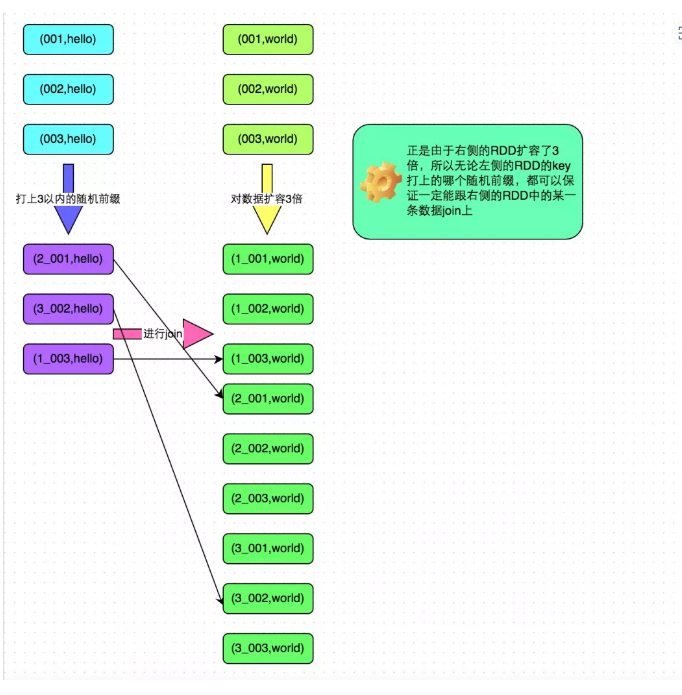 (001,hello)
(001,world)
(002,hello)
(002,world)
(003,hello)
(003,world)
正是由于右侧的RDD扩容了3
倍，所以无论左侧的RDD的key
打上的哪个随机前缀，都可以保
证一定能跟右侧的RDD中的某一
条数据join上
打上3以内的随机前缀
对数据扩容3倍
(2_001,hello)
(1_001,world)
(3_002,hello)
(1_002,world)
进行join
(1_003,hello)
(1_003,world)
(2_001,world)
(2_002,world)
(2_003,world)
(3_001,world)
(3_002,world)
(3_003,world)